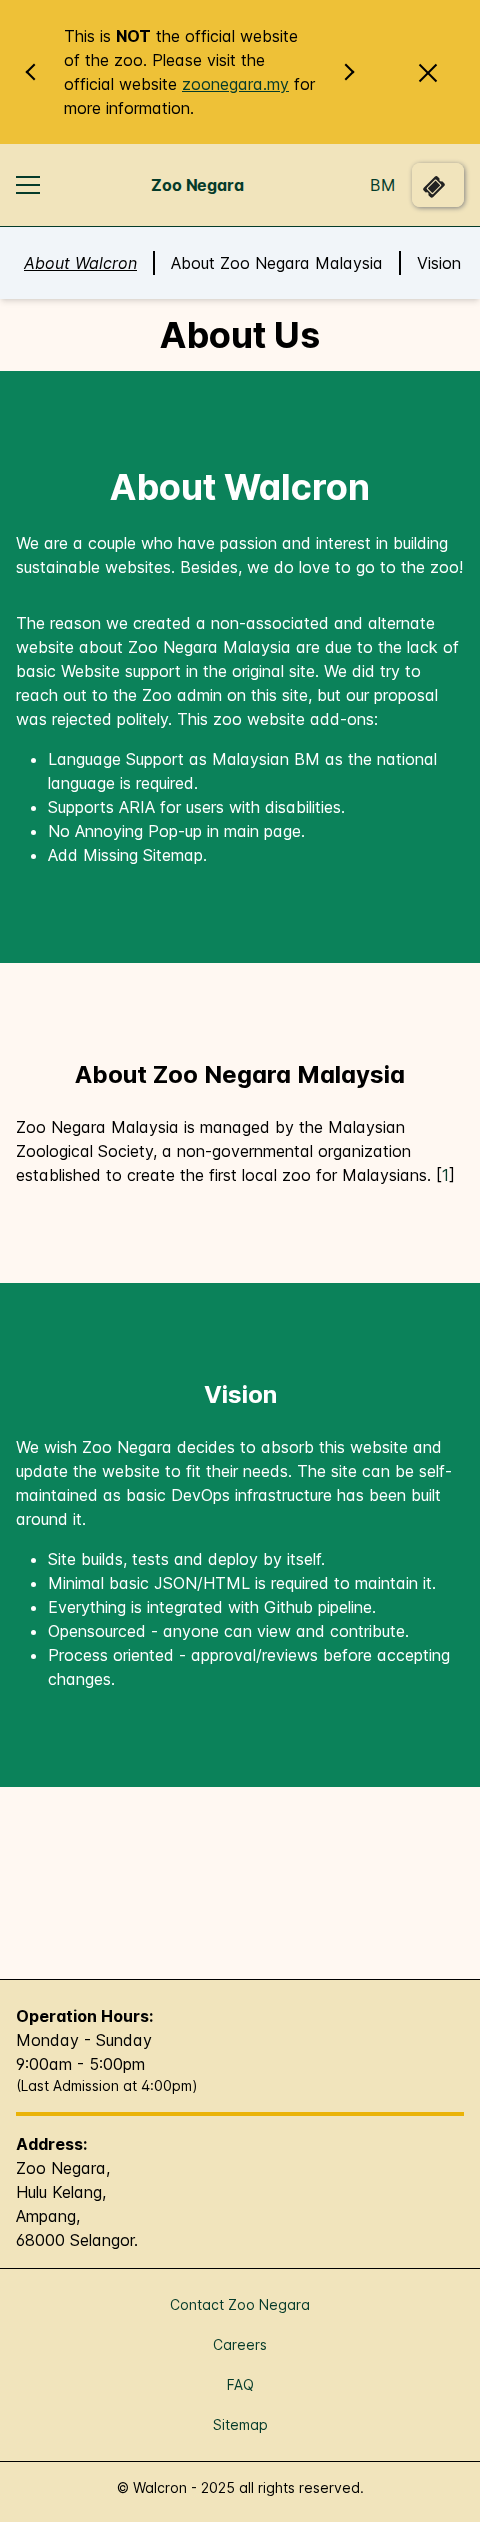 This is NOT the official website
of the zoo. Please visit the
official website zoonegara.my for
more information.
Zoo Negara
BM
About Walcron
About Zoo Negara Malaysia
Vision
About Us
About Walcron
We are a couple who have passion and interest in building
sustainable websites. Besides, we do love to go to the zoo!
The reason we created a non-associated and alternate
website about Zoo Negara Malaysia are due to the lack of
basic Website support in the original site. We did try to
reach out to the Zoo admin on this site, but our proposal
was rejected politely. This zoo website add-ons:
• Language Support as Malaysian BM as the national
language is required.
• Supports ARIA for users with disabilities.
• No Annoying Pop-up in main page.
• Add Missing Sitemap.
About Zoo Negara Malaysia
Zoo Negara Malaysia is managed by the Malaysian
Zoological Society, a non-governmental organization
established to create the first local zoo for Malaysians. [1]
Vision
We wish Zoo Negara decides to absorb this website and
update the website to fit their needs. The site can be self-
maintained as basic DevOps infrastructure has been built
around it.
• Site builds, tests and deploy by itself.
• Minimal basic JSON/HTML is required to maintain it.
• Everything is integrated with Github pipeline.
• Opensourced - anyone can view and contribute.
• Process oriented - approval/reviews before accepting
changes.
Operation Hours:
Monday - Sunday
9:00am - 5:00pm
(Last Admission at 4:00pm)
Address:
Zoo Negara,
Hulu Kelang,
Ampang,
68000 Selangor.
Contact Zoo Negara
Careers
FAQ
Sitemap
© Walcron - 2025 all rights reserved.